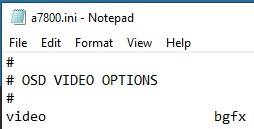 a7800.ini - Notepad
File Edit Format View Help
#
# OSD VIDEO OPTIONS
#
video bgfx